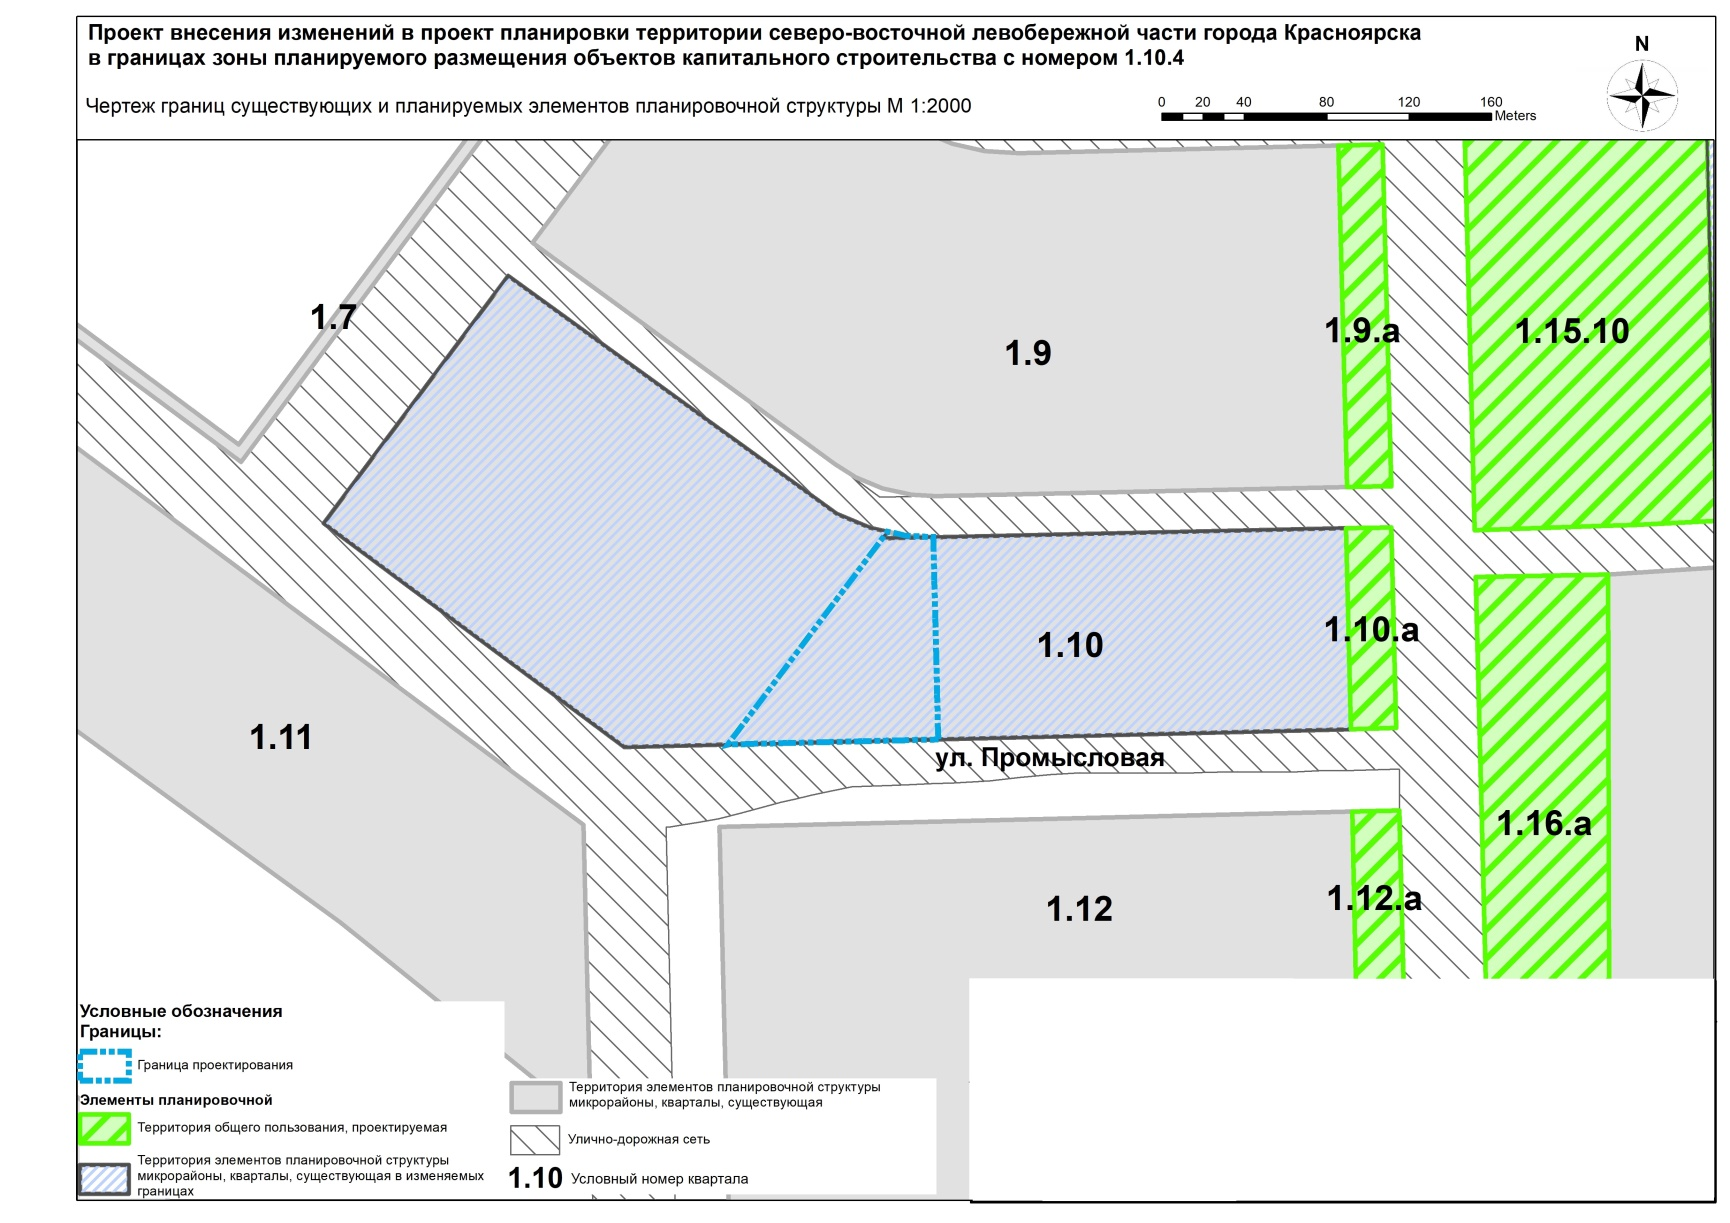 Проект внесения изменений в проект планировки территории северо-восточной левобережной части города Красноярска
в границах зоны планируемого размещения объектов капитального строительства с номером 1.10.4
N
Чертеж границ существующих и планируемых элементов планировочной структуры М 1:2000
0 20 40 80 120 160
Meters
1.7
1.9
1.9.а
1.15.10
1.10
1.10.а
1.11
ул. Промысловая
1.16.а
1.12
1.12.а
Условные обозначения
Границы:
Граница проектирования
Элементы планировочной
Территория общего пользования, проектируемая
Территория элементов планировочной структуры
микрорайоны, кварталы, существующая в изменяемых
границах
Территория элементов планировочной структуры
микрорайоны, кварталы, существующая
Улично-дорожная сеть
1.10 Условный номер квартала